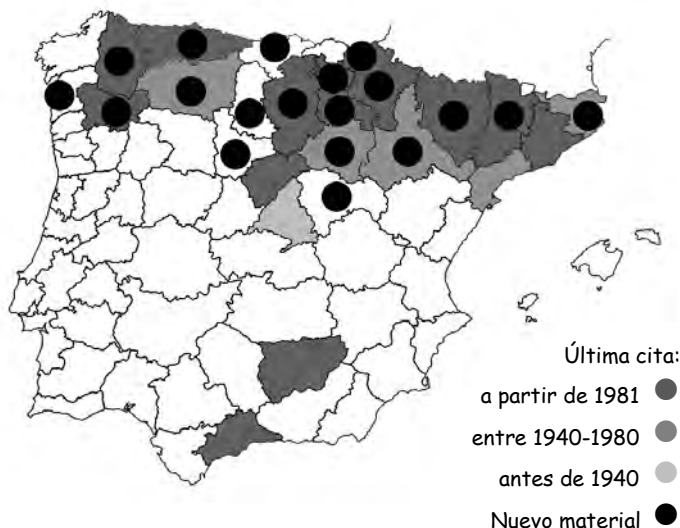 Última cita:
a partir de 1981
entre 1940-1980
antes de 1940
Nuevo material